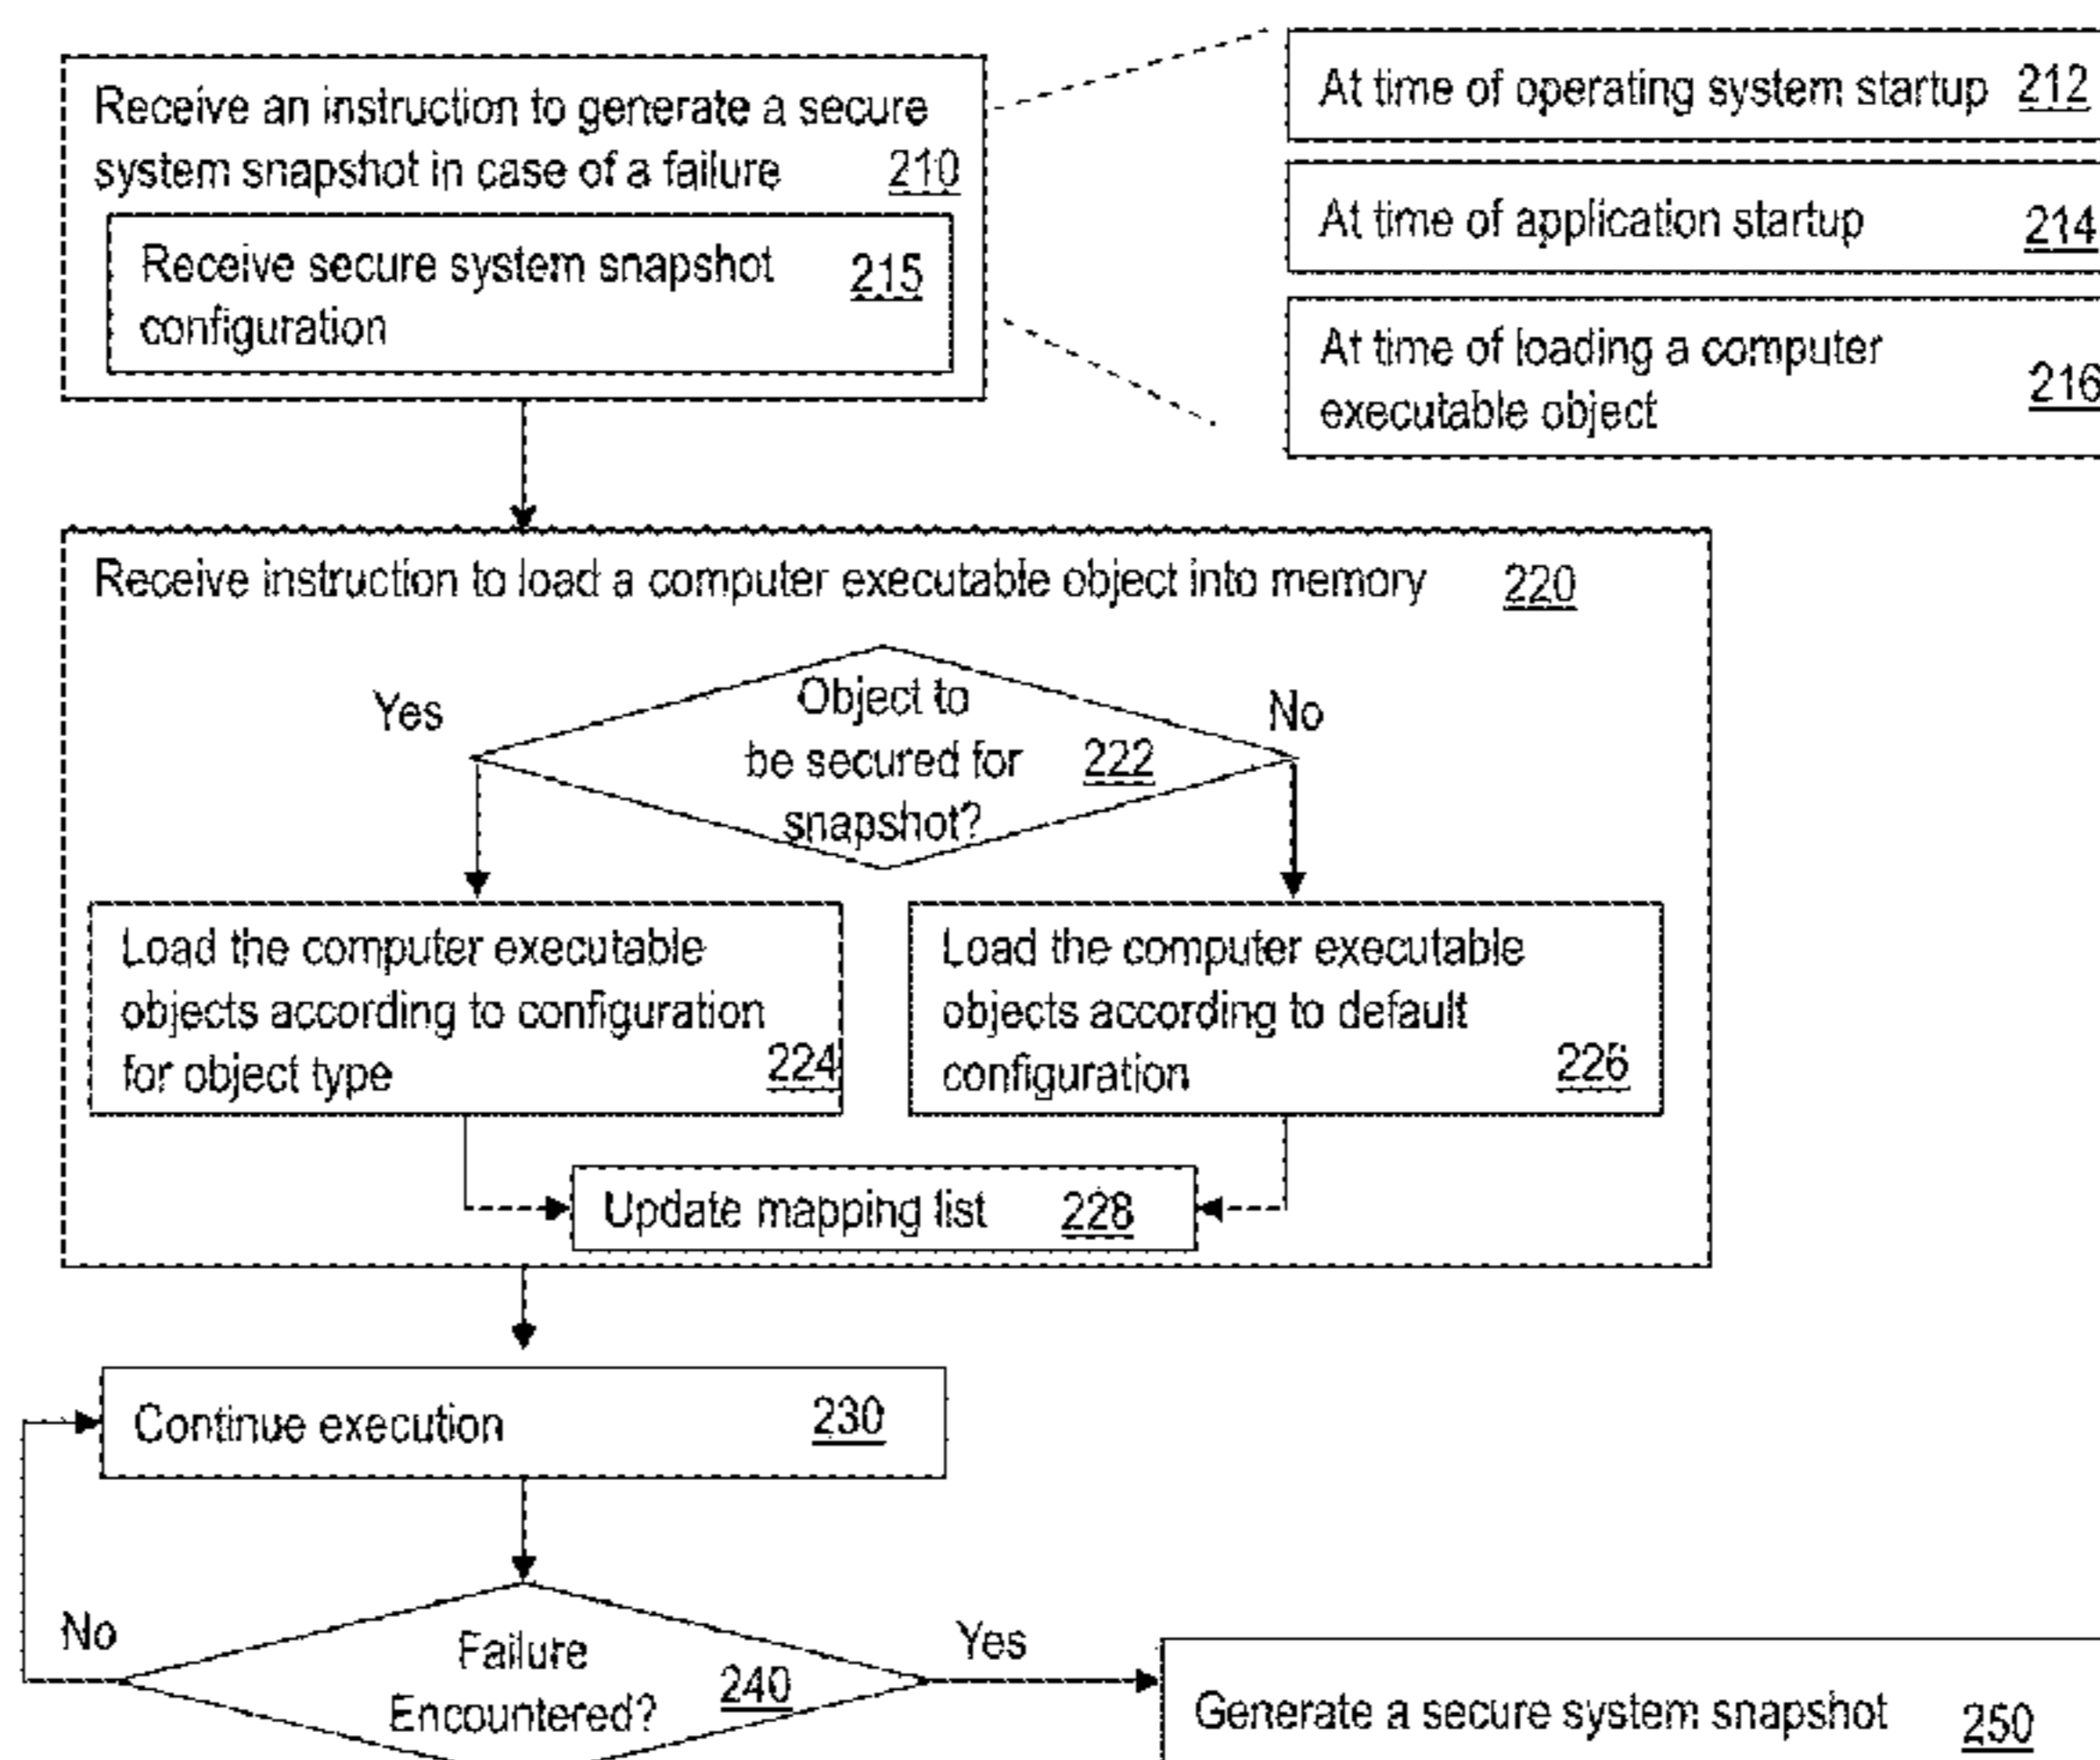 Receive an instruction to generate a secure
system snapshot in case of a failure 210
Receive secure system snapshot 215
configuration
At time of operating system startup 212
At time of application startup 214
At time of loading a computer
executable object 216
Receive instruction to load a computer executable object into memory 220
Yes
Object to
be secured for 222
snapshot?
No
Load the computer executable
objects according to configuration
for object type 224
Load the computer executable
objects according to default
configuration 226
Update mapping list 228
Continue execution 230
No
Failure
Encountered? 240
Yes
Generate a secure system snapshot 250